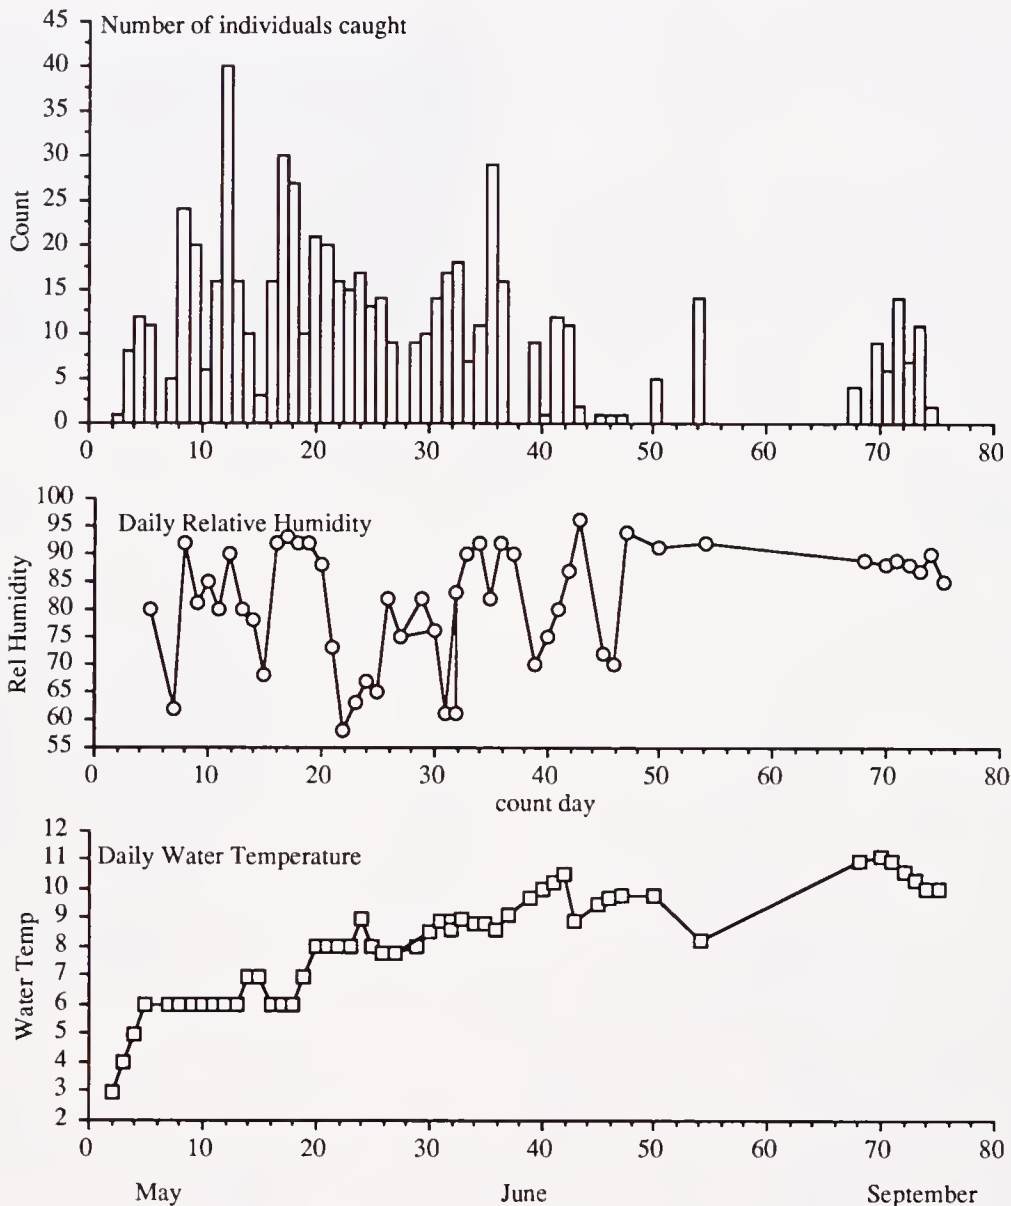 Number of individuals caught
45
40
35
30
25
20
15
10
5
0
Count
0 10 20 30 40 50 60 70 80
Daily Relative Humidity
100
95
90
85
80
75
70
65
60
55
Rel Humidity
0 10 20 30 40 50 60 70 80
count day
Daily Water Temperature
12
11
10
9
8
7
6
5
4
3
2
Water Temp
0 10 20 30 40 50 60 70 80
May June September